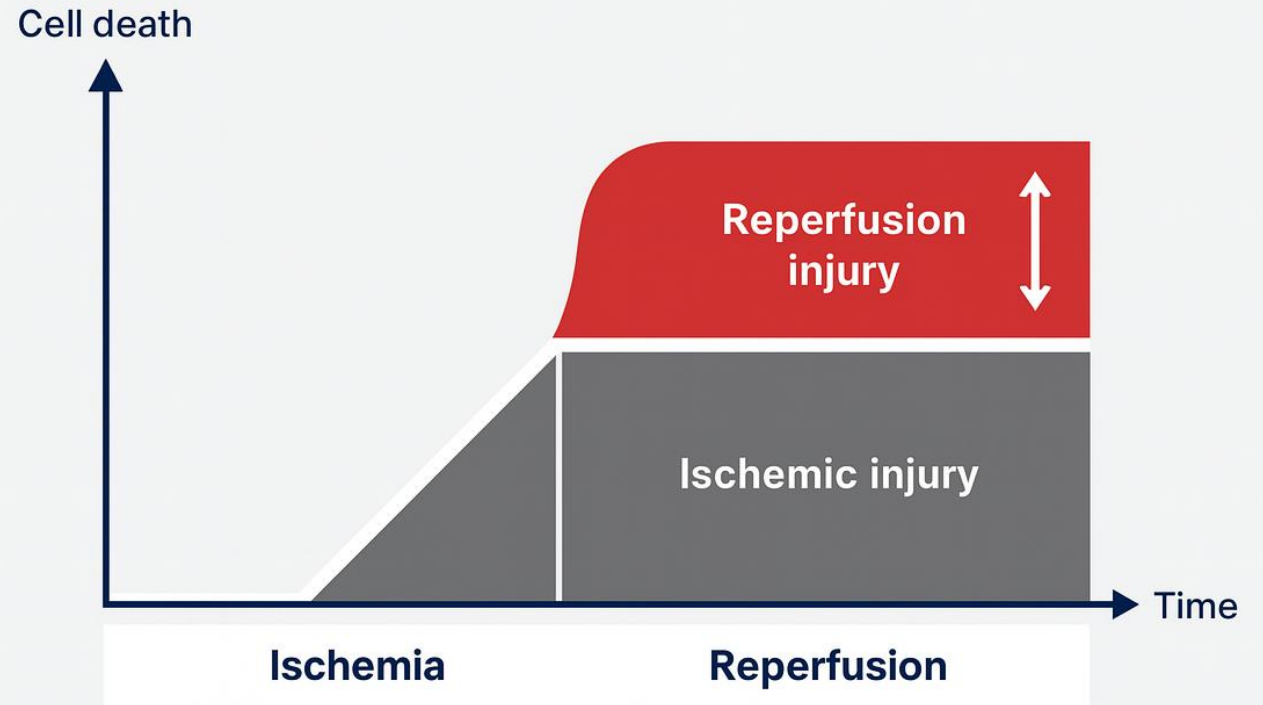 Cell death
Reperfusion
injury
Ischemic injury
Time
Ischemia
Reperfusion